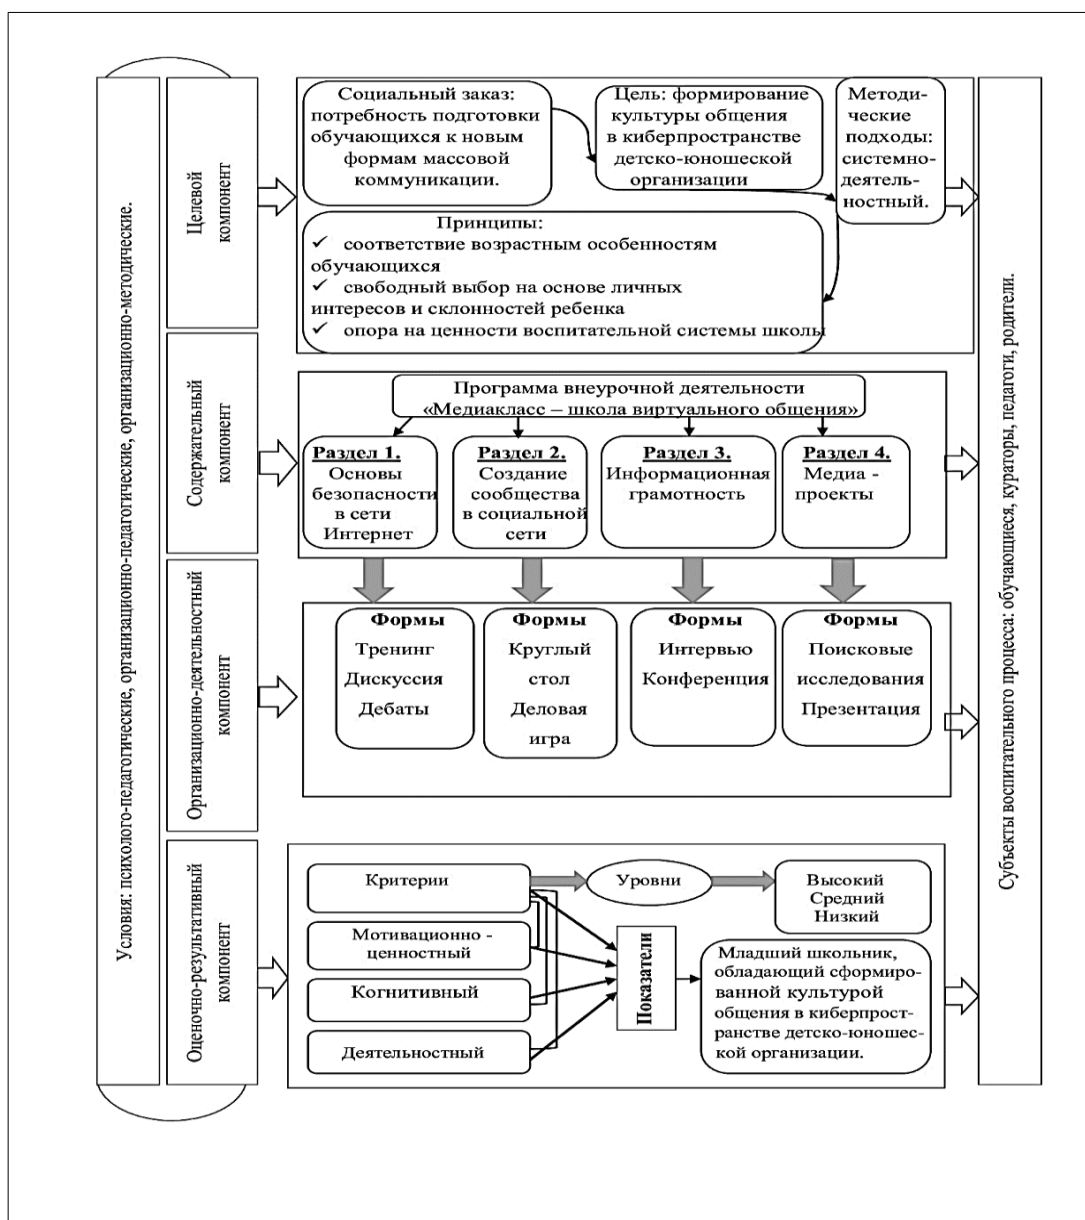 Условия: психолого-педагогические, организационно-педагогические, организационно-методические.
Целевой
компонент
Социальный заказ:
потребность подготовки
обучающихся к новым
формам массовой
коммуникации.
Цель: формирование
культуры общения
в киберпространстве
детско-юношеской
организации
Методи-
ческие
подходы:
системно-
деятель-
ностный.
Принципы:
✓ соответствие возрастным особенностям
обучающихся
✓ свободный выбор на основе личных
интересов и склонностей ребенка
✓ опора на ценности воспитательной системы школы
Содержательный
компонент
Программа внеурочной деятельности
«Медиакласс – школа виртуального общения»
Раздел 1.
Основы
безопасности
в сети
Интернет
Раздел 2.
Создание
сообщества
в социальной
сети
Раздел 3.
Информационная
грамотность
Раздел 4.
Медиа -
проекты
Организационно-деятельностный
компонент
Формы
Тренинг
Дискуссия
Дебаты
Формы
Круглый
стол
Деловая
игра
Формы
Интервью
Конференция
Формы
Поисковые
исследования
Презентация
Оценочно-результативный
компонент
Критерии
Уровни
Высокий
Средний
Низкий
Мотивационно -
ценностный
Когнитивный
Деятельностный
Показатели
Младший школьник,
обладающий сформиро-
ванной культурой
общения в киберпрост-
ранстве детско-юношес-
кой организации.
Субъекты воспитательного процесса: обучающиеся, кураторы, педагоги, родители.